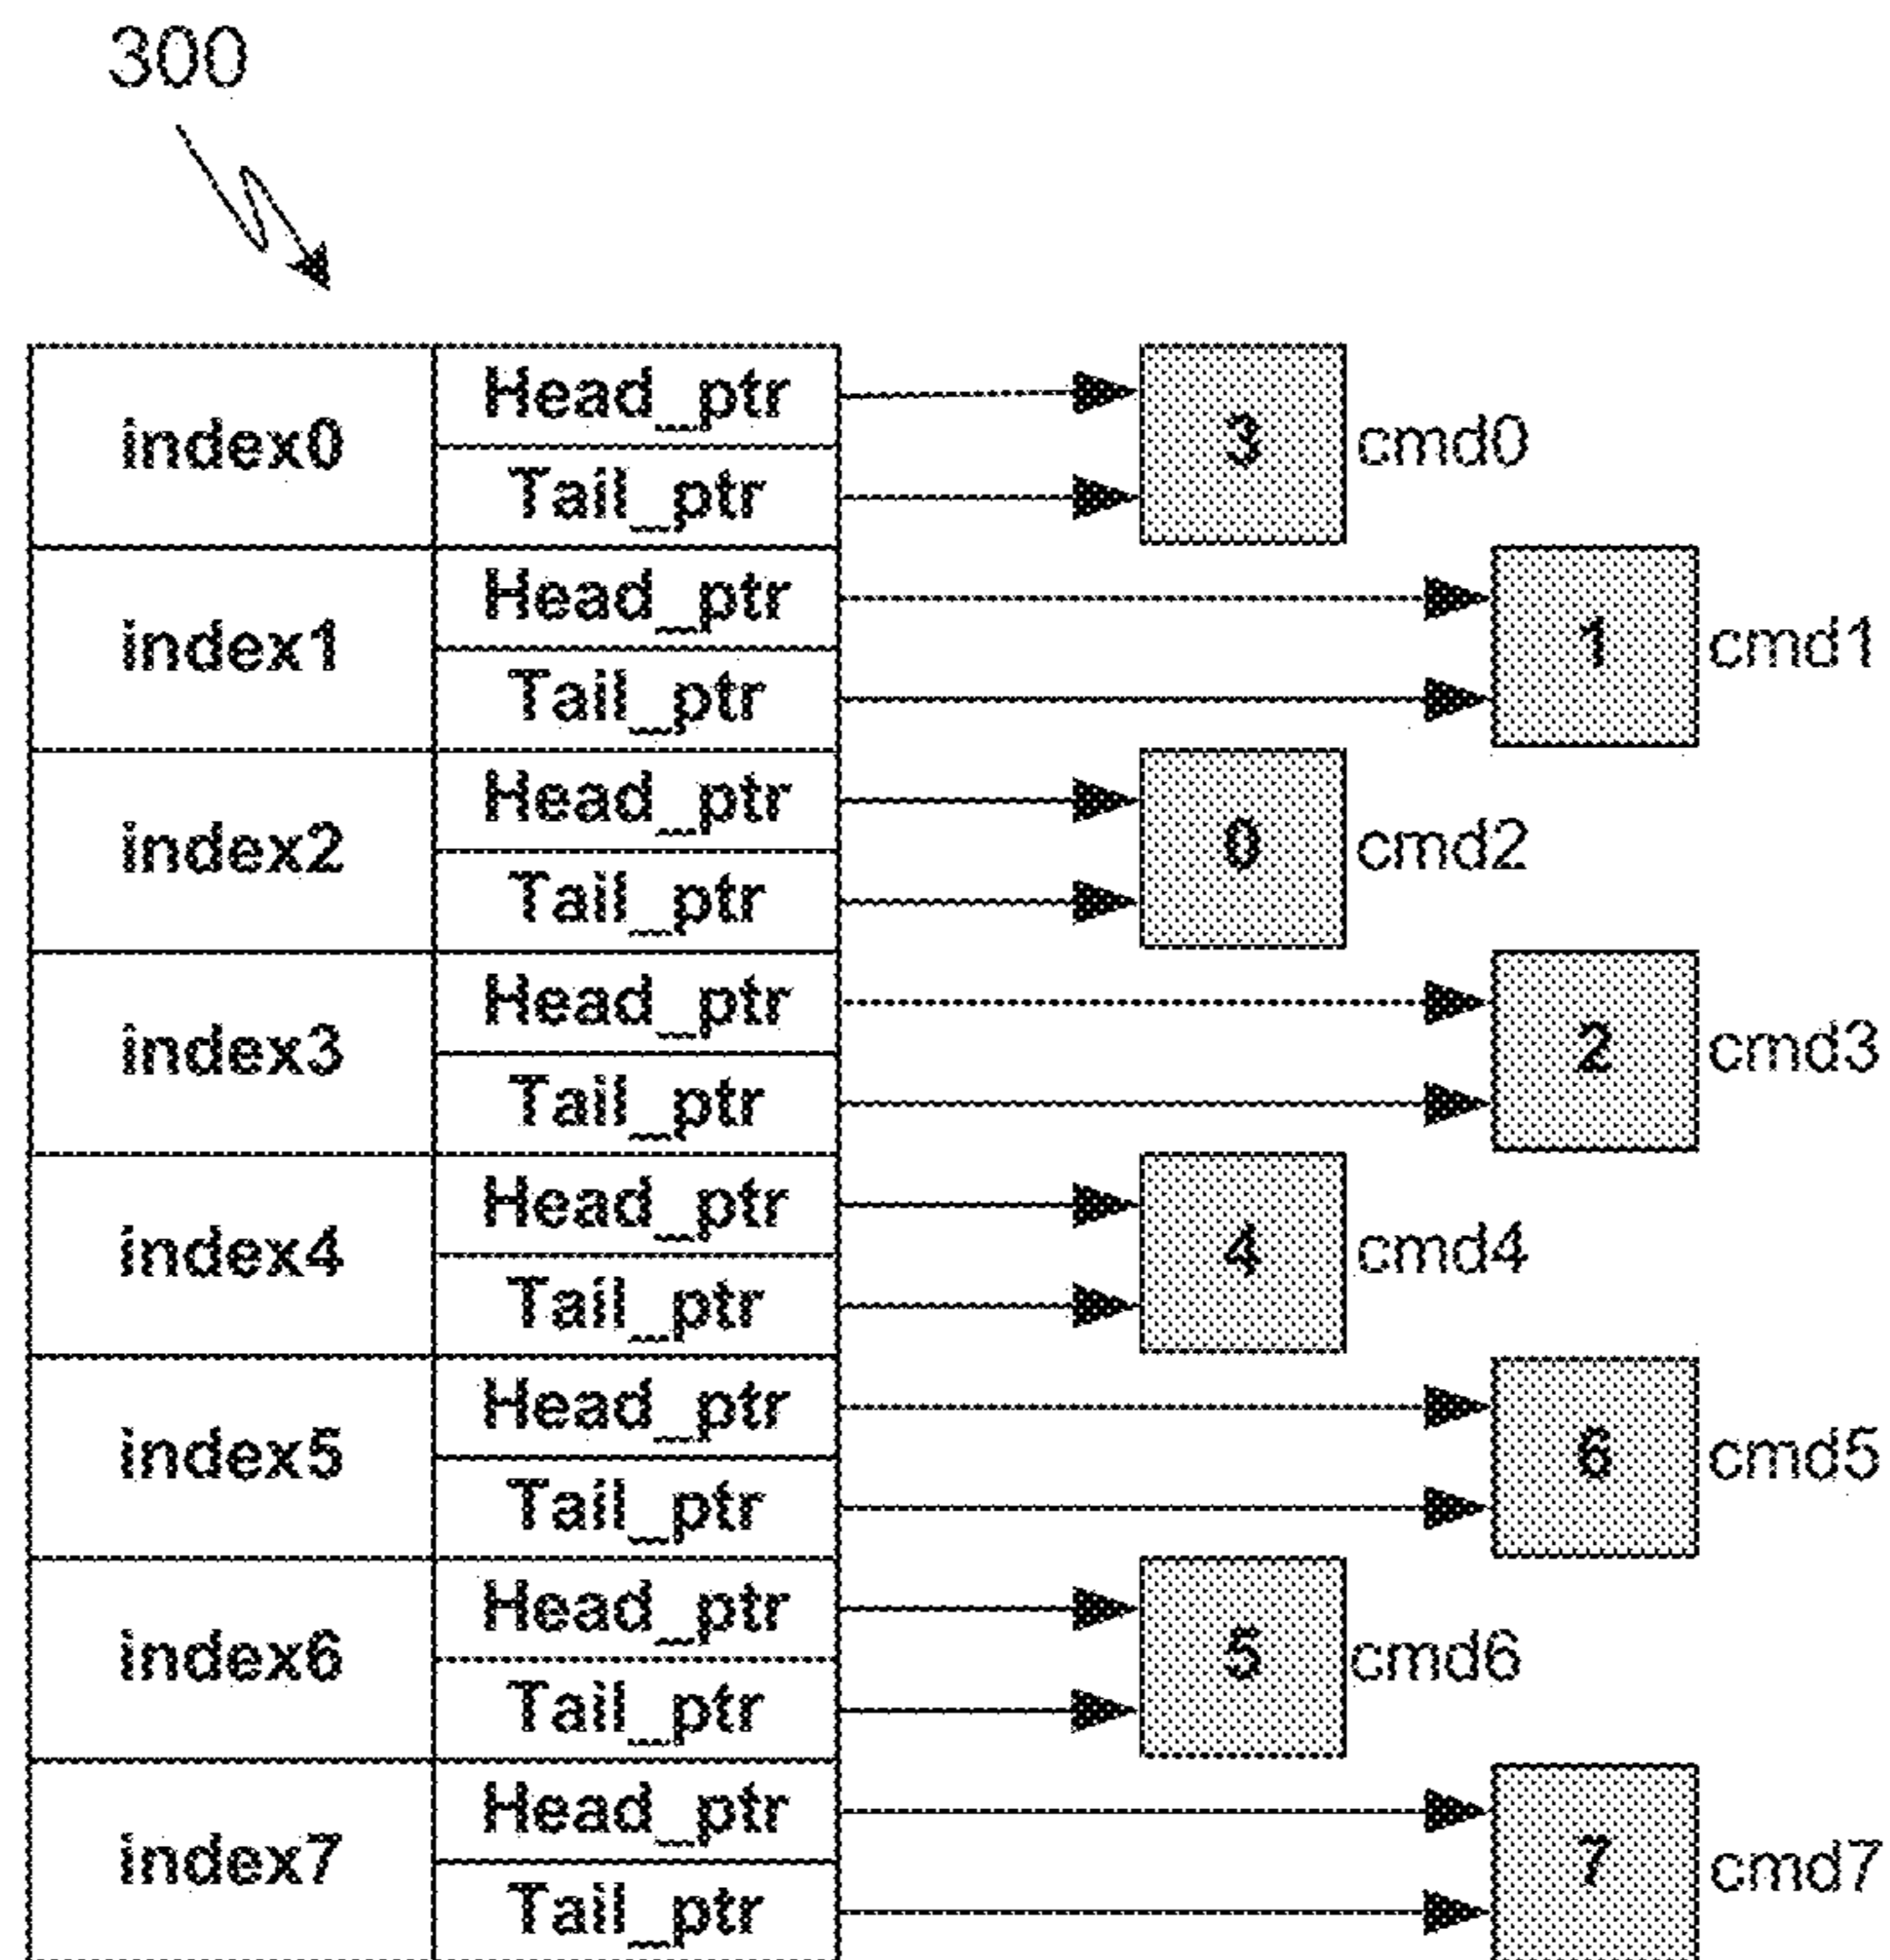 300
Head_ptr
index0 3 cmd0
Tail_ptr
Head_ptr
index1 1 cmd1
Tail_ptr
Head_ptr
index2 0 cmd2
Tail_ptr
Head_ptr
index3 2 cmd3
Tail_ptr
Head_ptr
index4 4 cmd4
Tail_ptr
Head_ptr
index5 6 cmd5
Tail_ptr
Head_ptr
index6 5 cmd6
Tail_ptr
Head_ptr
index7 7 cmd7
Tail_ptr